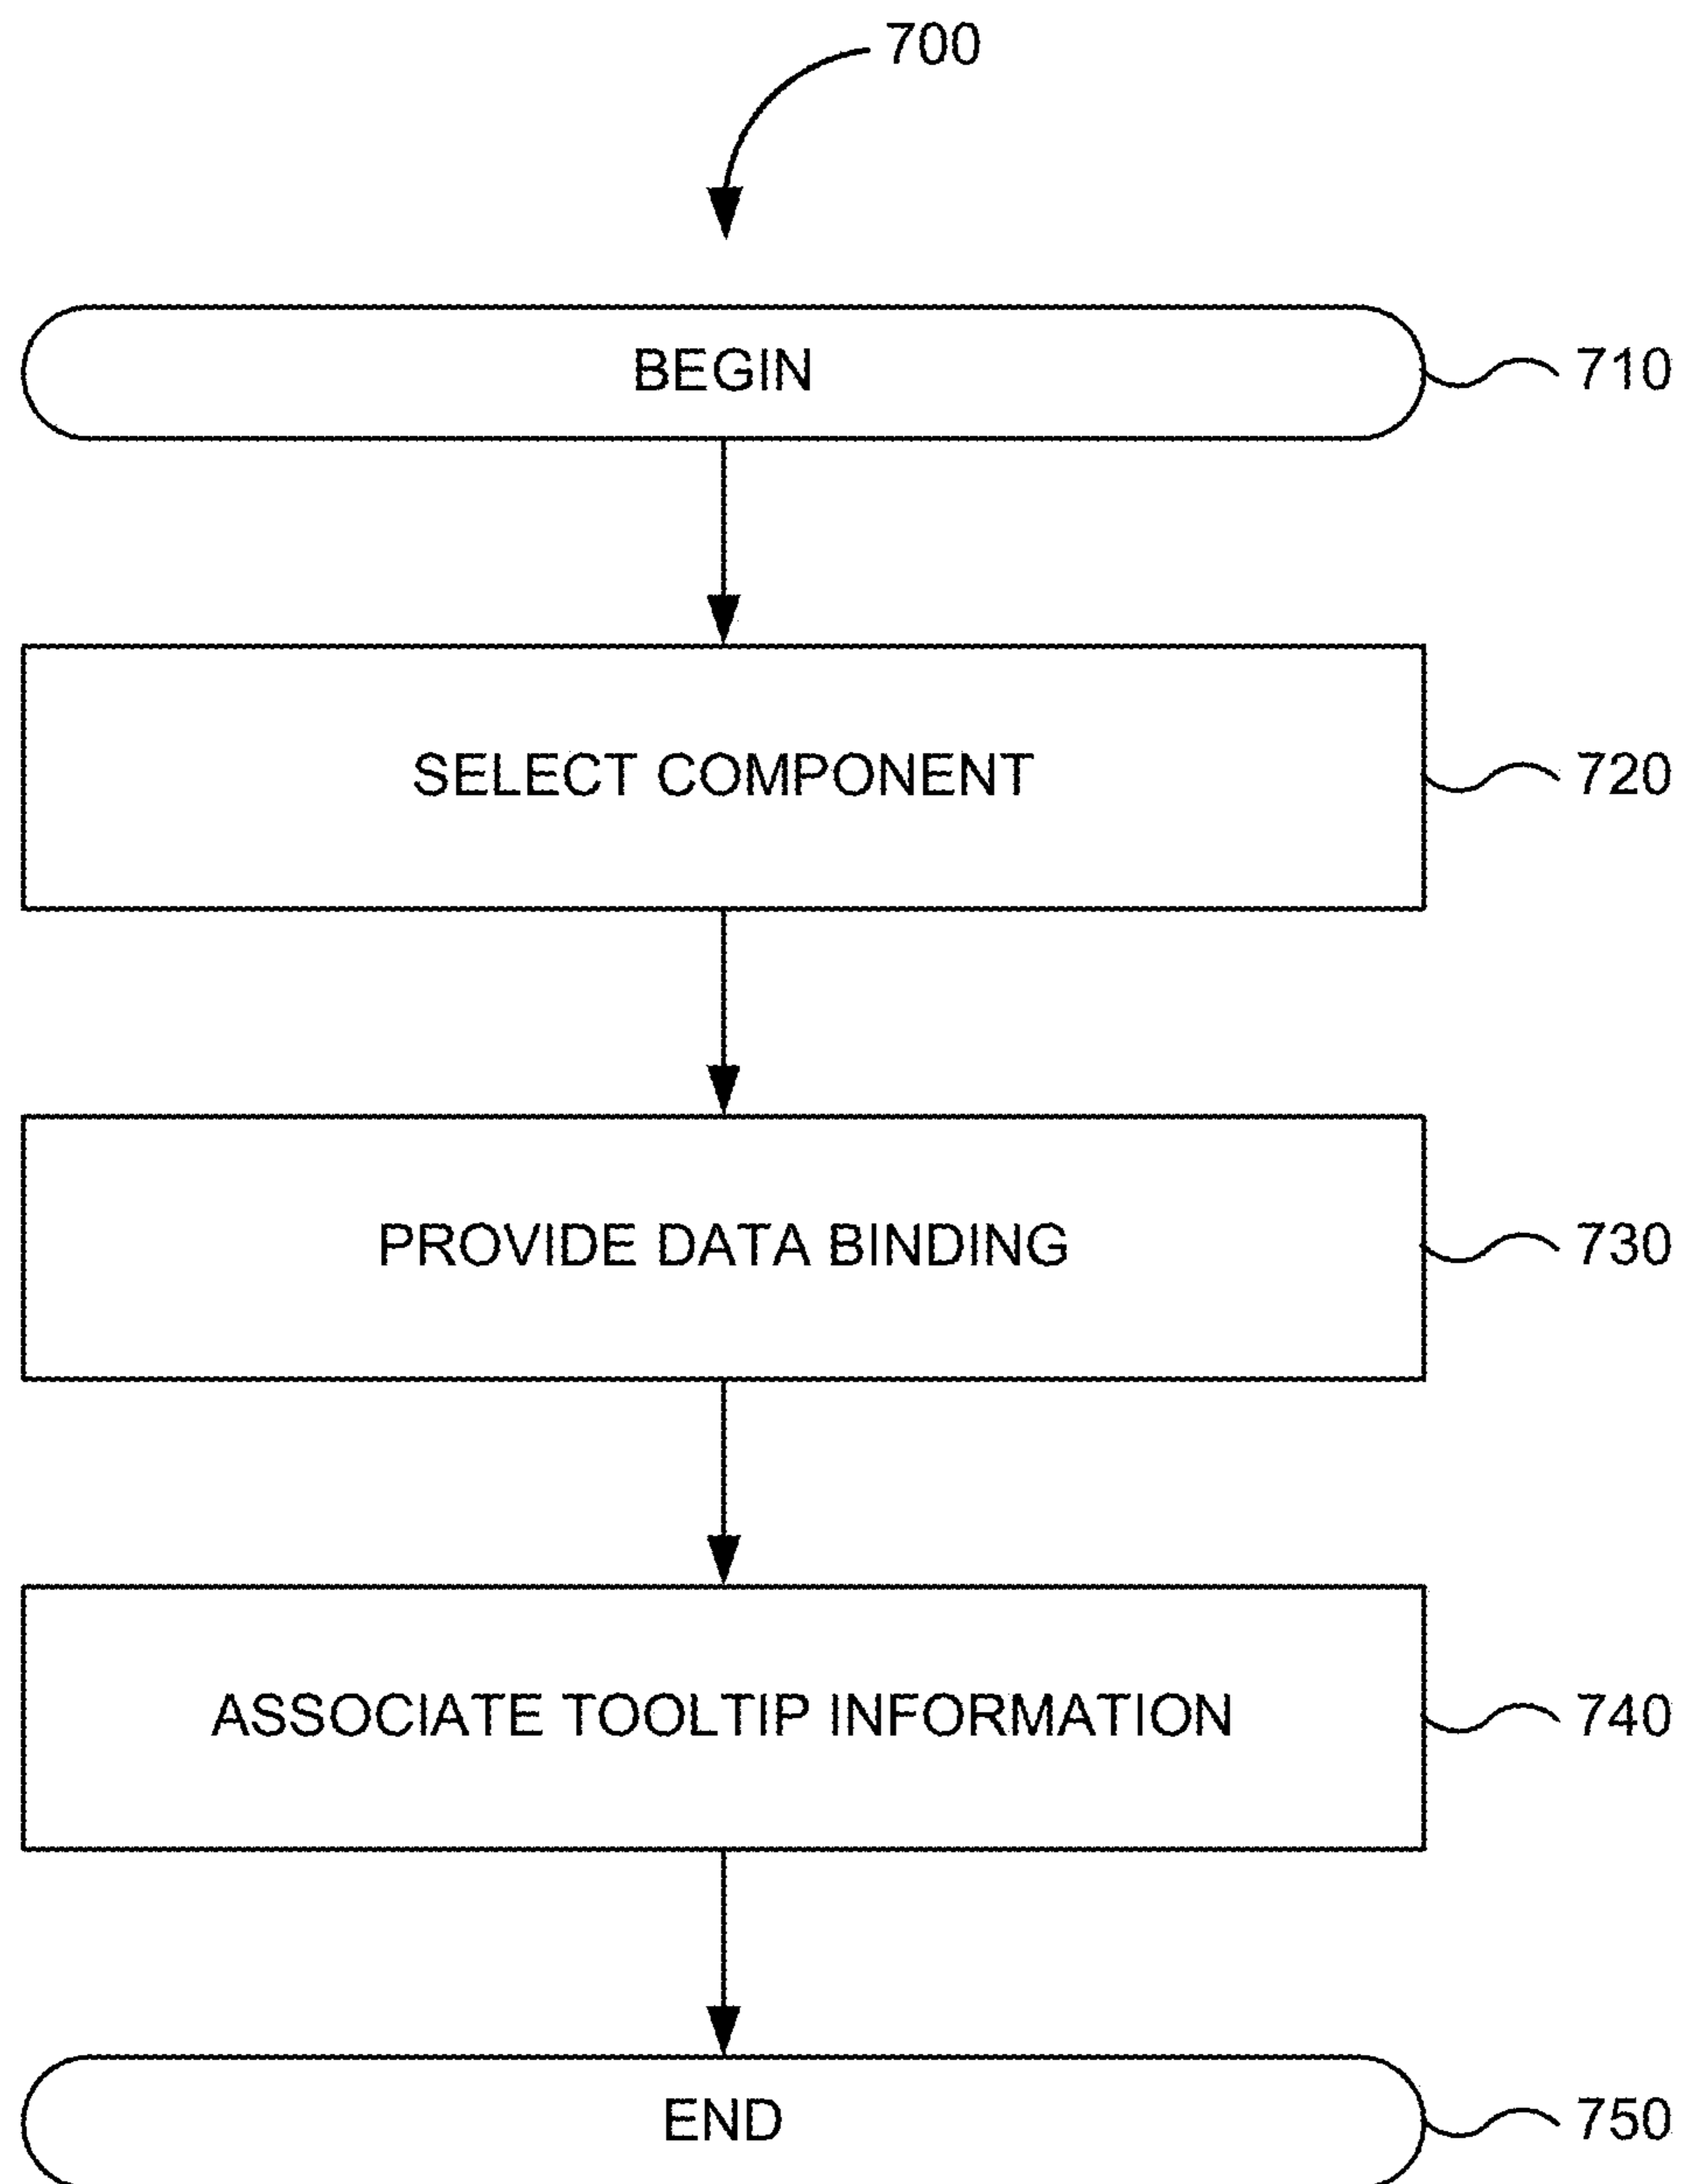 700
BEGIN 710
SELECT COMPONENT 720
PROVIDE DATA BINDING 730
ASSOCIATE TOOLTIP INFORMATION 740
END 750